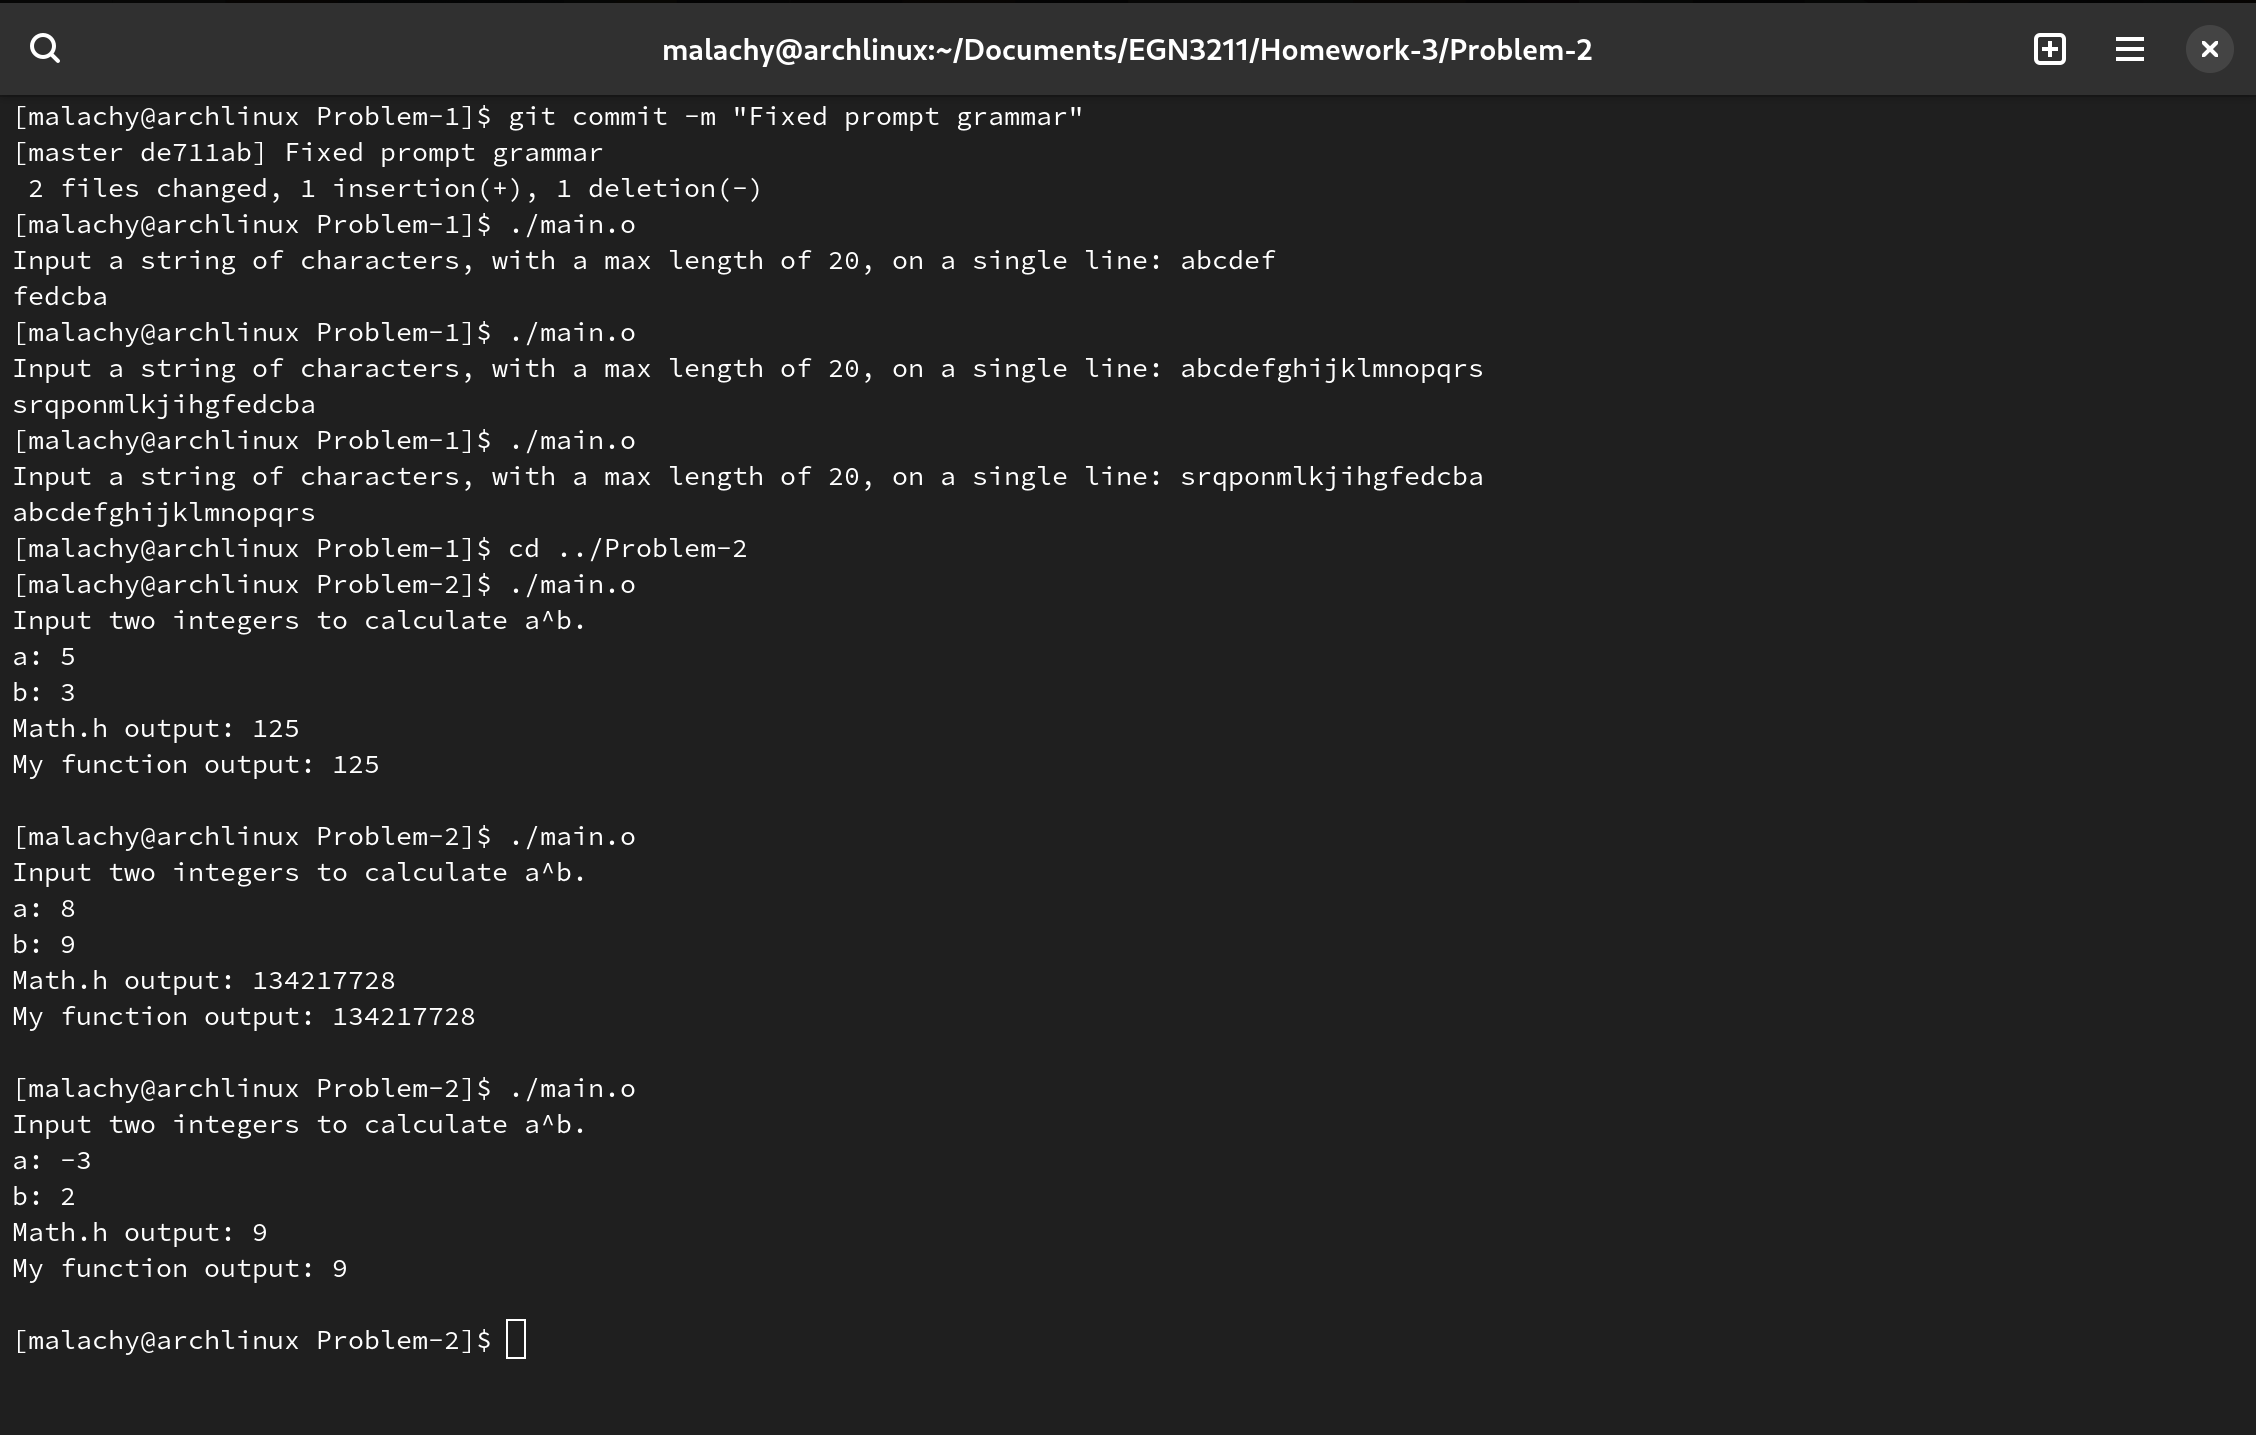 malachy@archlinux:~/Documents/EGN3211/Homework-3/Problem-2
[malachy@archlinux Problem-1]$ git commit -m "Fixed prompt grammar"
[master de711ab] Fixed prompt grammar
 2 files changed, 1 insertion(+), 1 deletion(-)
[malachy@archlinux Problem-1]$ ./main.o
Input a string of characters, with a max length of 20, on a single line: abcdef
fedcba
[malachy@archlinux Problem-1]$ ./main.o
Input a string of characters, with a max length of 20, on a single line: abcdefghijklmnopqrs
srqponmlkjihgfedcba
[malachy@archlinux Problem-1]$ ./main.o
Input a string of characters, with a max length of 20, on a single line: srqponmlkjihgfedcba
abcdefghijklmnopqrs
[malachy@archlinux Problem-1]$ cd ../Problem-2
[malachy@archlinux Problem-2]$ ./main.o
Input two integers to calculate a^b.
a: 5
b: 3
Math.h output: 125
My function output: 125

[malachy@archlinux Problem-2]$ ./main.o
Input two integers to calculate a^b.
a: 8
b: 9
Math.h output: 134217728
My function output: 134217728

[malachy@archlinux Problem-2]$ ./main.o
Input two integers to calculate a^b.
a: -3
b: 2
Math.h output: 9
My function output: 9

[malachy@archlinux Problem-2]$